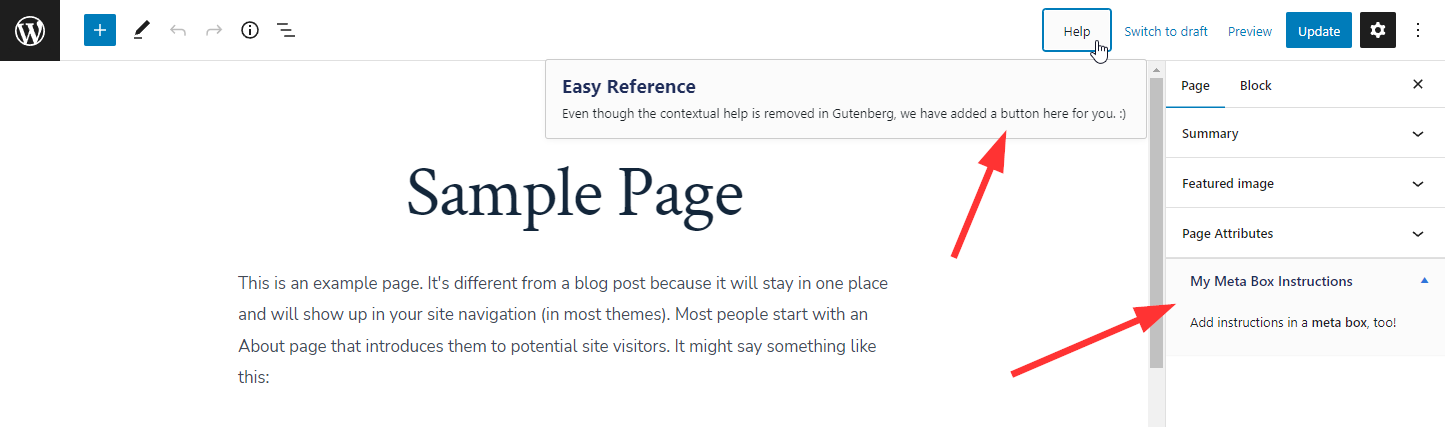 Help
Switch to draft
Preview
Update
Easy Reference
Even though the contextual help is removed in Gutenberg, we have added a button here for you. :)
Page
Block
Summary
Featured image
Page Attributes
My Meta Box Instructions
Add instructions in a meta box, too!
Sample Page
This is an example page. It's different from a blog post because it will stay in one place
and will show up in your site navigation (in most themes). Most people start with an
About page that introduces them to potential site visitors. It might say something like
this: